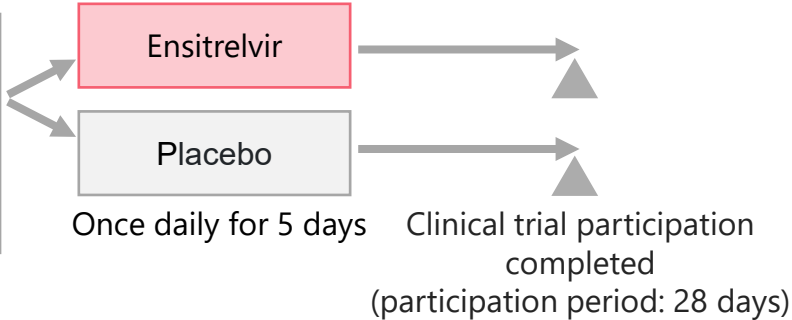 Ensitrelvir
Placebo
Once daily for 5 days
Clinical trial participation
completed
(participation period: 28 days)